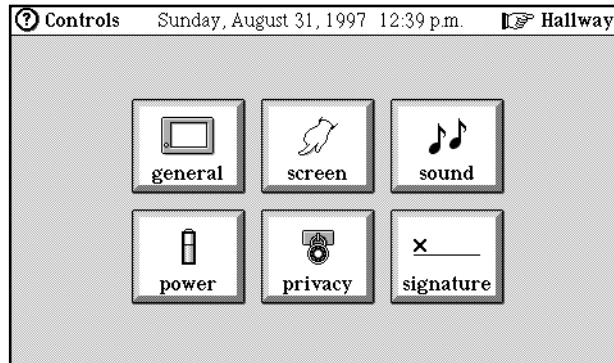 ? Controls Sunday, August 31, 1997 12:39 p.m. Hallway
general screen sound
power privacy signature